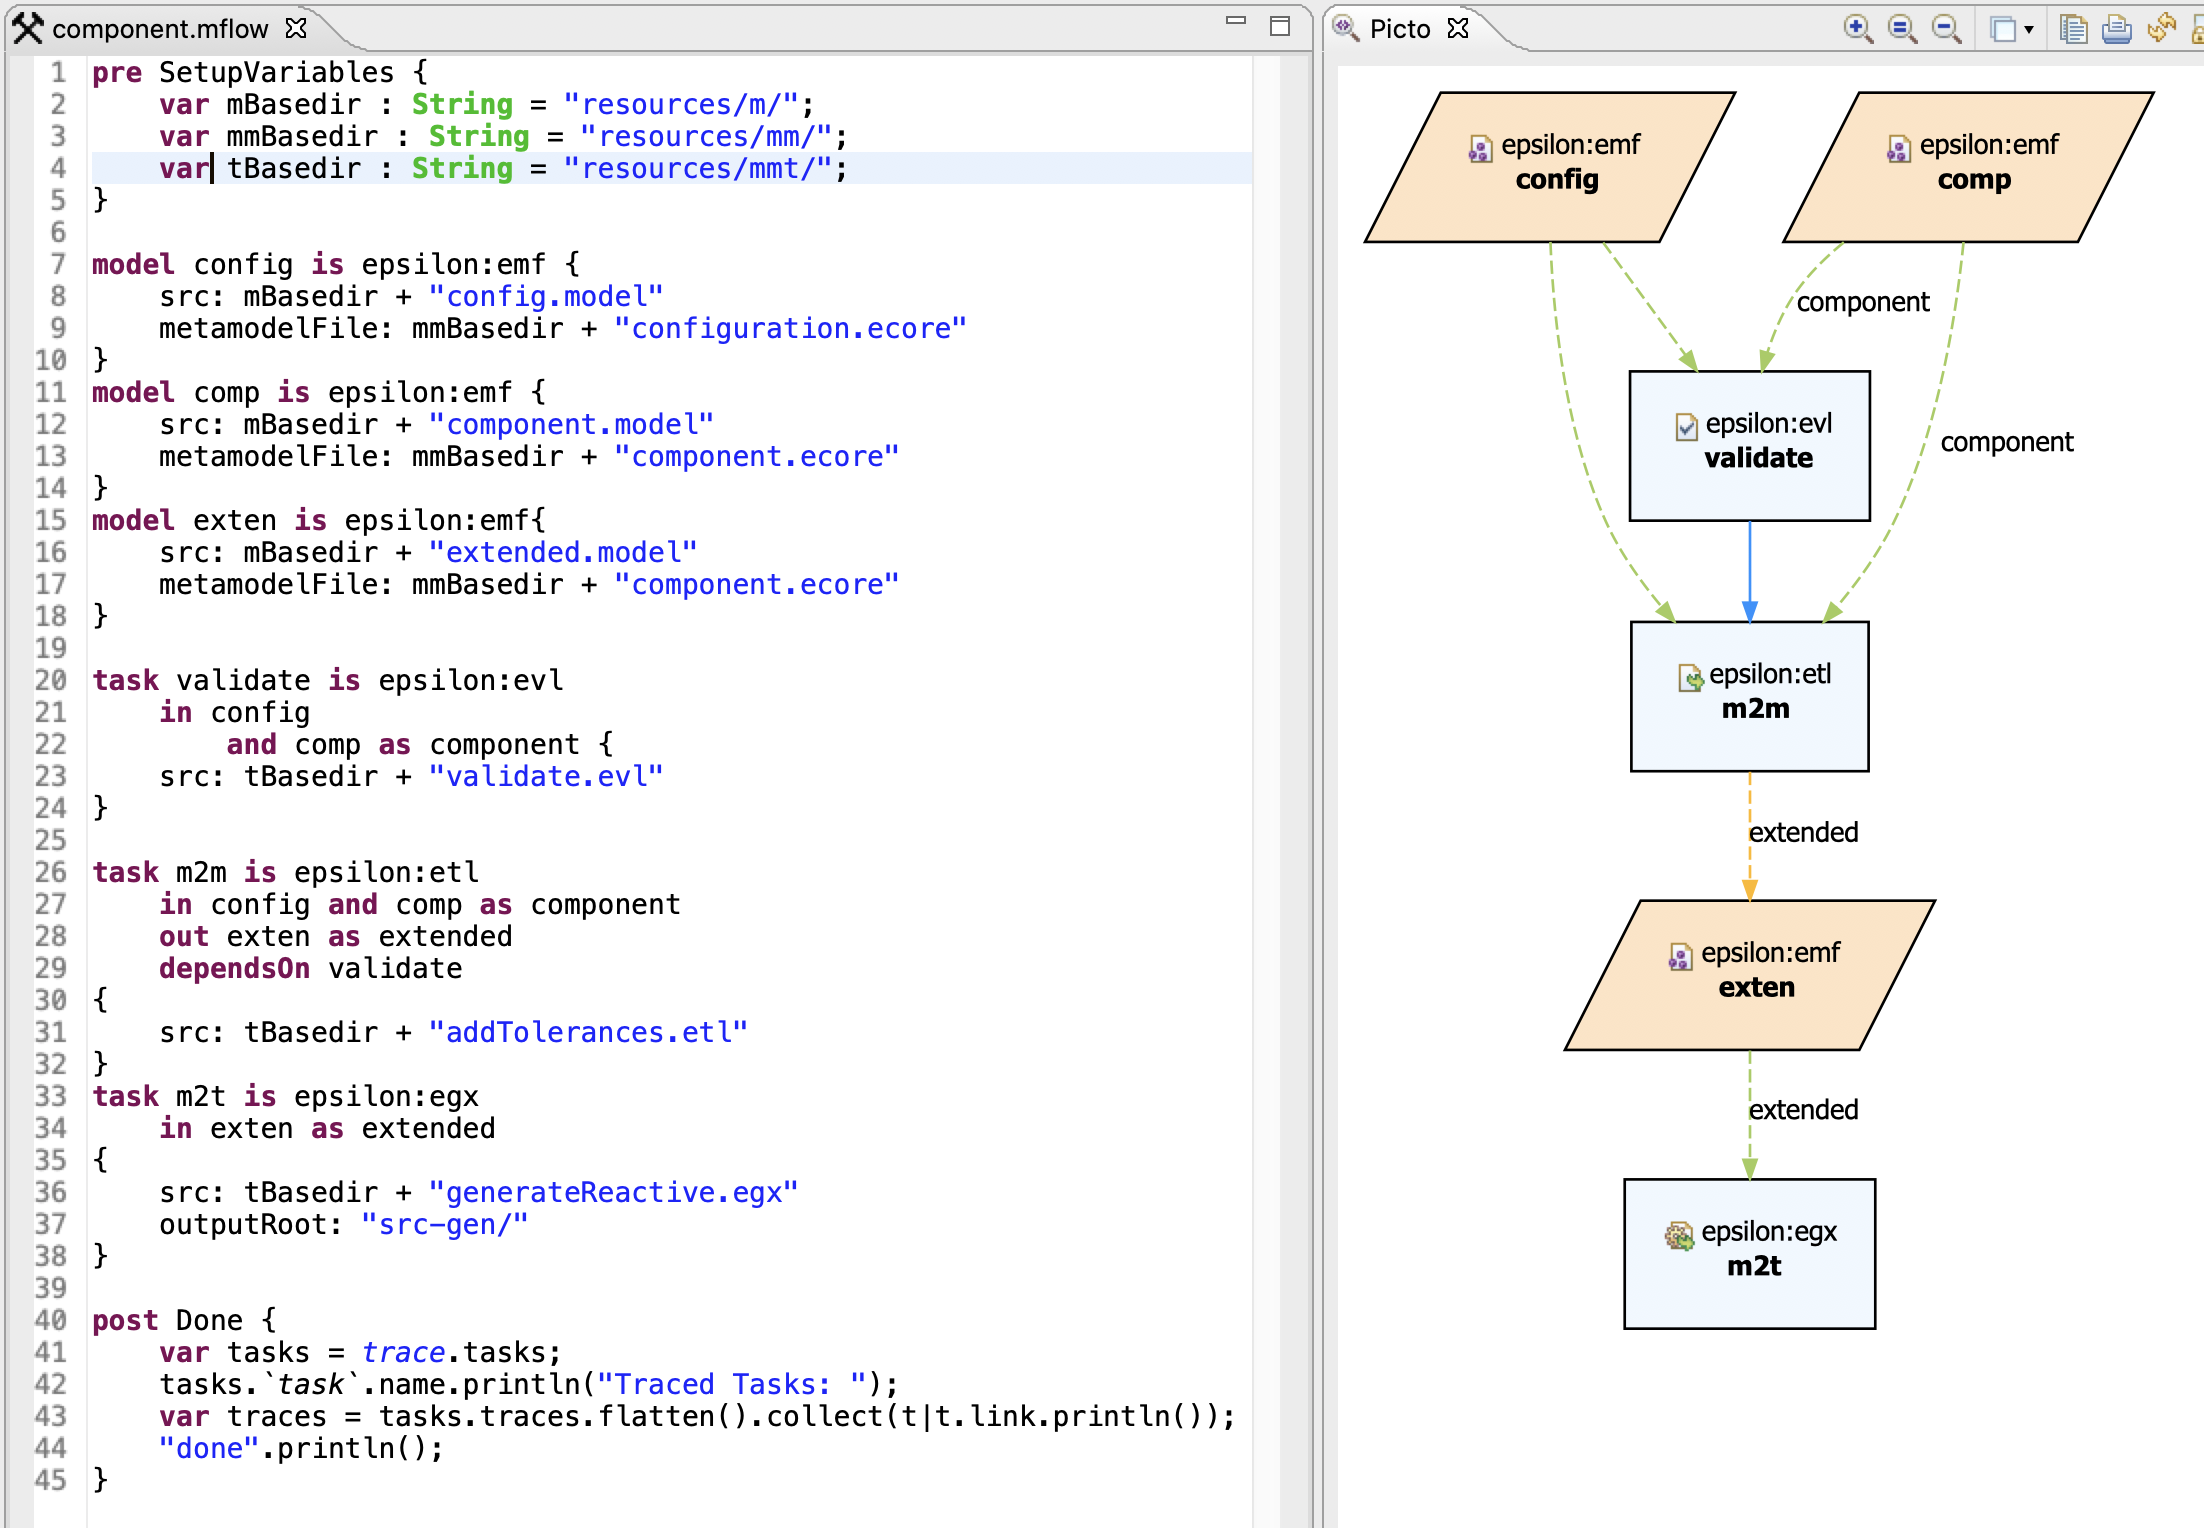 component.mflow
1 pre SetupVariables {
2     var mBasedir : String = "resources/m/";
3     var mmBasedir : String = "resources/mm/";
4     var tBasedir : String = "resources/mmt/";
5 }
6
7 model config is epsilon:emf {
8     src: mBasedir + "config.model"
9     metamodelFile: mmBasedir + "configuration.ecore"
10 }
11 model comp is epsilon:emf {
12     src: mBasedir + "component.model"
13     metamodelFile: mmBasedir + "component.ecore"
14 }
15 model exten is epsilon:emf{
16     src: mBasedir + "extended.model"
17     metamodelFile: mmBasedir + "component.ecore"
18 }
19
20 task validate is epsilon:evl
21     in config
22         and comp as component {
23     src: tBasedir + "validate.evl"
24 }
25
26 task m2m is epsilon:etl
27     in config and comp as component
28     out exten as extended
29     dependsOn validate
30 {
31     src: tBasedir + "addTolerances.etl"
32 }
33 task m2t is epsilon:egx
34     in exten as extended
35 {
36     src: tBasedir + "generateReactive.egx"
37     outputRoot: "src-gen/"
38 }
39
40 post Done {
41     var tasks = trace.tasks;
42     tasks.`task`.name.println("Traced Tasks: ");
43     var traces = tasks.traces.flatten().collect(t|t.link.println());
44     "done".println();
45 }
Picto
epsilon:emf
config
epsilon:emf
comp
component
epsilon:evl
validate
component
epsilon:etl
m2m
extended
epsilon:emf
exten
extended
epsilon:egx
m2t